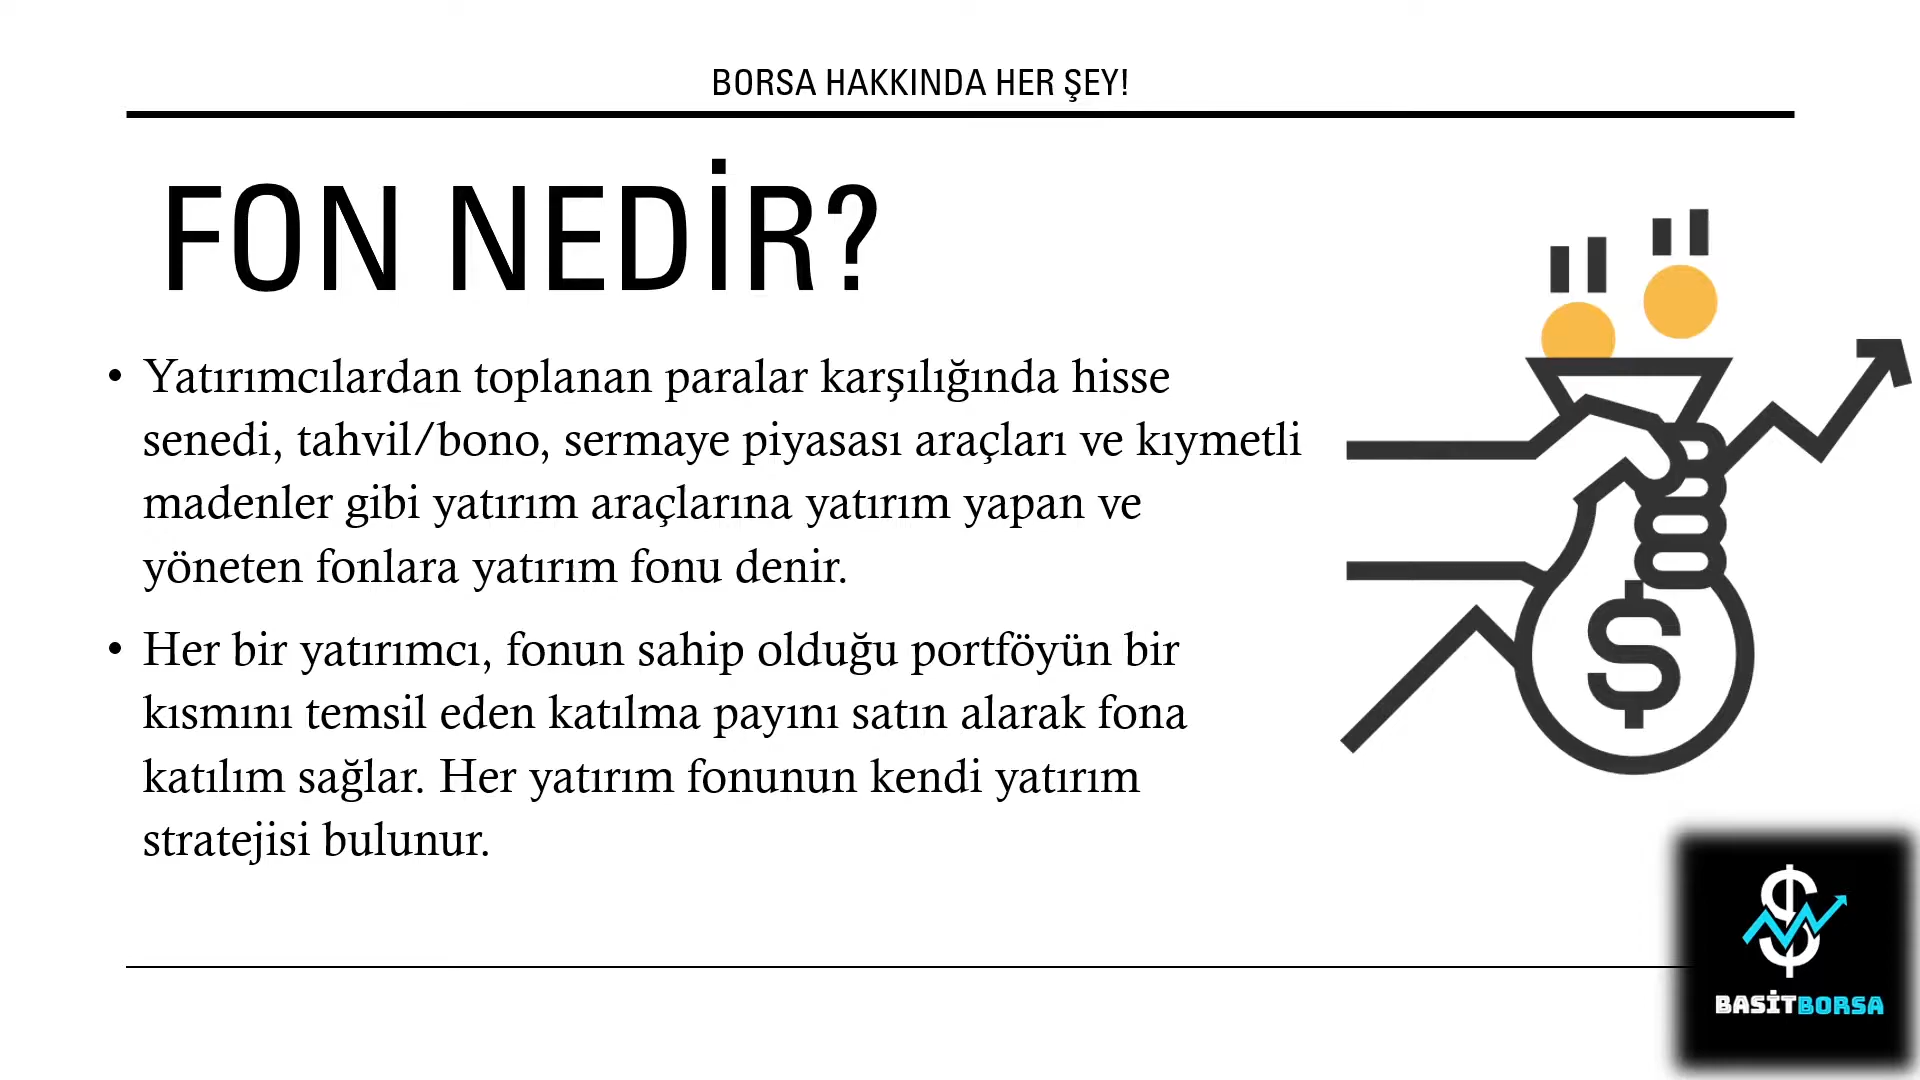 BORSA HAKKINDA HER ŞEY!
FON NEDİR?
• Yatırımcılardan toplanan paralar karşılığında hisse
senedi, tahvil/bono, sermaye piyasası araçları ve kıymetli
madenler gibi yatırım araçlarına yatırım yapan ve
yöneten fonlara yatırım fonu denir.
• Her bir yatırımcı, fonun sahip olduğu portföyün bir
kısmını temsil eden katılma payını satın alarak fona
katılım sağlar. Her yatırım fonunun kendi yatırım
stratejisi bulunur.
$
BASİTBORSA